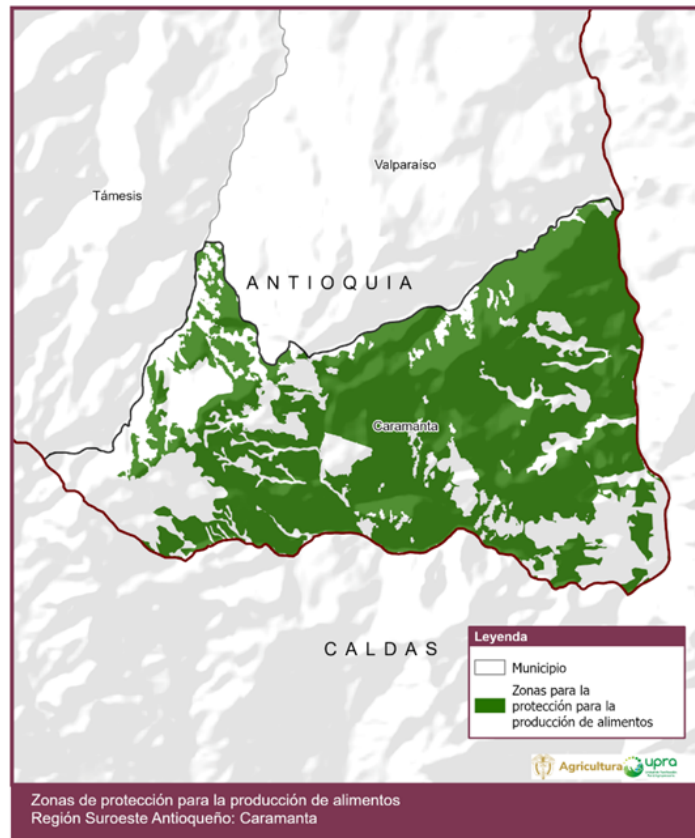 Támesis
Valparaíso
ANTIOQUIA
Caramanta
CALDAS
Leyenda
Municipio
Zonas para la
protección para la
producción de alimentos
Agricultura upra
Zonas de protección para la producción de alimentos
Región Suroeste Antioqueño: Caramanta